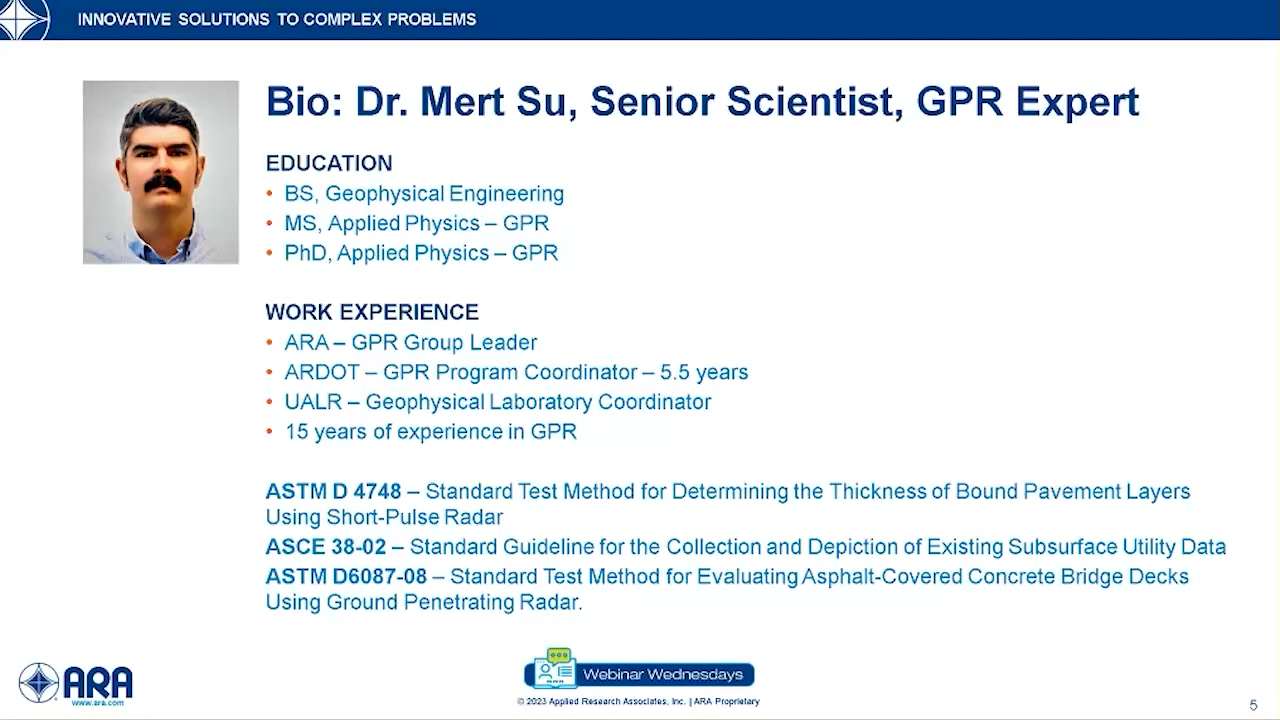 INNOVATIVE SOLUTIONS TO COMPLEX PROBLEMS
Bio: Dr. Mert Su, Senior Scientist, GPR Expert
EDUCATION
• BS, Geophysical Engineering
• MS, Applied Physics – GPR
• PhD, Applied Physics – GPR
WORK EXPERIENCE
• ARA – GPR Group Leader
• ARDOT – GPR Program Coordinator – 5.5 years
• UALR – Geophysical Laboratory Coordinator
• 15 years of experience in GPR
ASTM D 4748 – Standard Test Method for Determining the Thickness of Bound Pavement Layers
Using Short-Pulse Radar
ASCE 38-02 – Standard Guideline for the Collection and Depiction of Existing Subsurface Utility Data
ASTM D6087-08 – Standard Test Method for Evaluating Asphalt-Covered Concrete Bridge Decks
Using Ground Penetrating Radar.
ARA
www.ara.com
ARA
Webinar Wednesdays
© 2023 Applied Research Associates, Inc. | ARA Proprietary
5